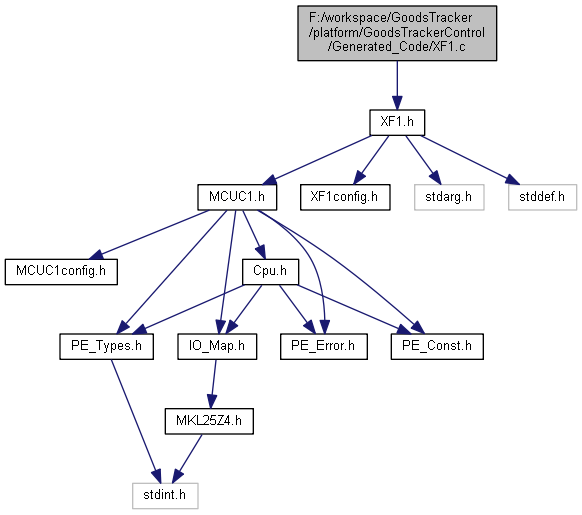 F:/workspace/GoodsTracker
/platform/GoodsTrackerControl
/Generated_Code/XF1.c
XF1.h
MCUC1.h
XF1config.h
stdarg.h
stddef.h
MCUC1config.h
Cpu.h
PE_Types.h
IO_Map.h
PE_Error.h
PE_Const.h
MKL25Z4.h
stdint.h